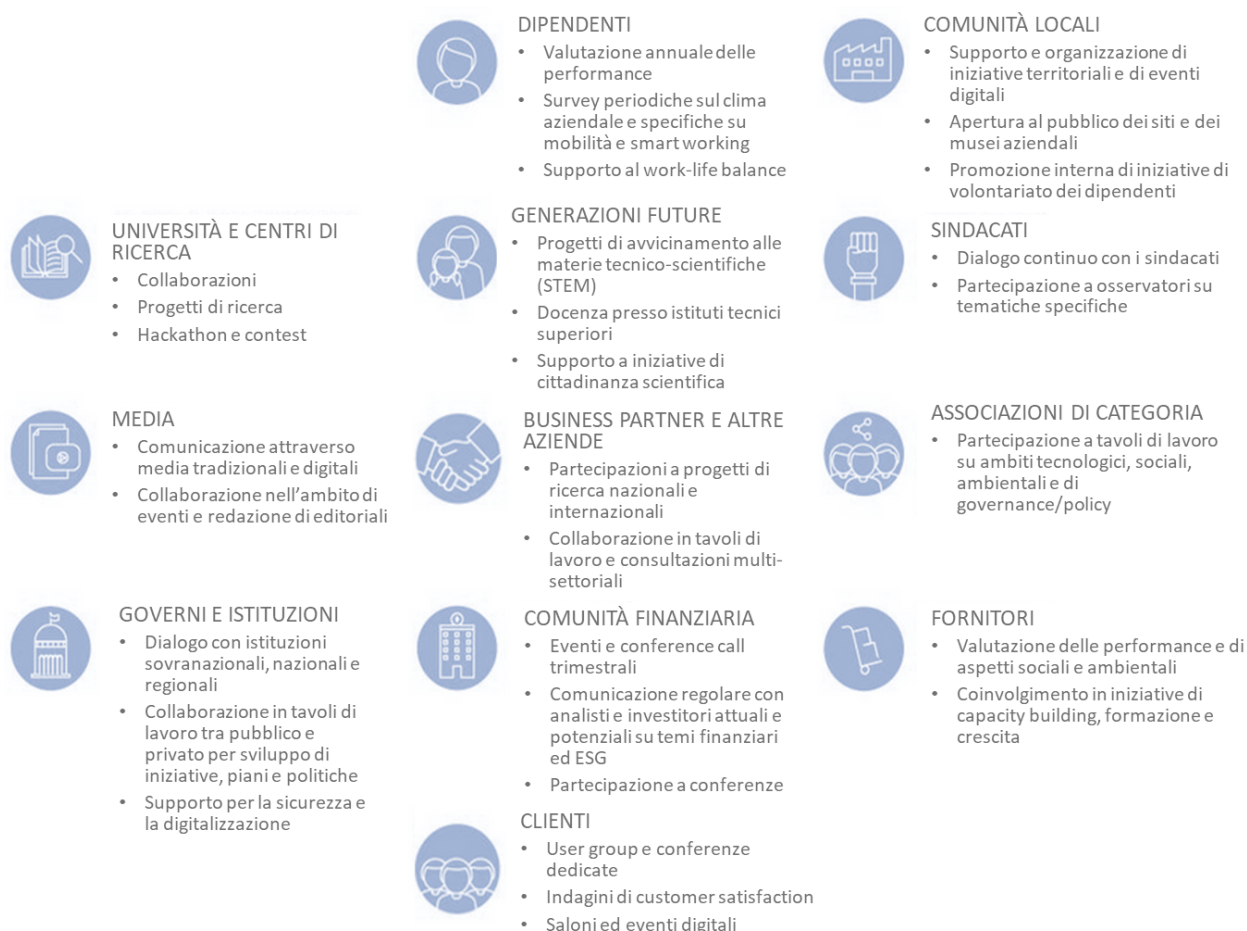 DIPENDENTI
• Valutazione annuale delle
performance
• Survey periodiche sul clima
aziendale e specifiche su
mobilità e smart working
• Supporto al work-life balance
COMUNITÀ LOCALI
• Supporto e organizzazione di
iniziative territoriali e di eventi
digitali
• Apertura al pubblico dei siti e dei
musei aziendali
• Promozione interna di iniziative di
volontariato dei dipendenti
UNIVERSITÀ E CENTRI DI
RICERCA
• Collaborazioni
• Progetti di ricerca
• Hackathon e contest
GENERAZIONI FUTURE
• Progetti di avvicinamento alle
materie tecnico-scientifiche
(STEM)
• Docenza presso istituti tecnici
superiori
• Supporto a iniziative di
cittadinanza scientifica
SINDACATI
• Dialogo continuo con i sindacati
• Partecipazione a osservatori su
tematiche specifiche
MEDIA
• Comunicazione attraverso
media tradizionali e digitali
• Collaborazione nell'ambito di
eventi e redazione di editoriali
BUSINESS PARTNER E ALTRE
AZIENDE
• Partecipazioni a progetti di
ricerca nazionali e
internazionali
• Collaborazione in tavoli di
lavoro e consultazioni multi-
settoriali
ASSOCIAZIONI DI CATEGORIA
• Partecipazione a tavoli di lavoro
su ambiti tecnologici, sociali,
ambientali e di
governance/policy
GOVERNI E ISTITUZIONI
• Dialogo con istituzioni
sovranazionali, nazionali e
regionali
• Collaborazione in tavoli di
lavoro tra pubblico e
privato per sviluppo di
iniziative, piani e politiche
• Supporto per la sicurezza e
la digitalizzazione
COMUNITÀ FINANZIARIA
• Eventi e conference call
trimestrali
• Comunicazione regolare con
analisti e investitori attuali e
potenziali su temi finanziari
ed ESG
• Partecipazione a conferenze
FORNITORI
• Valutazione delle performance e di
aspetti sociali e ambientali
• Coinvolgimento in iniziative di
capacity building, formazione e
crescita
CLIENTI
• User group e conferenze
dedicate
• Indagini di customer satisfaction
• Saloni ed eventi digitali